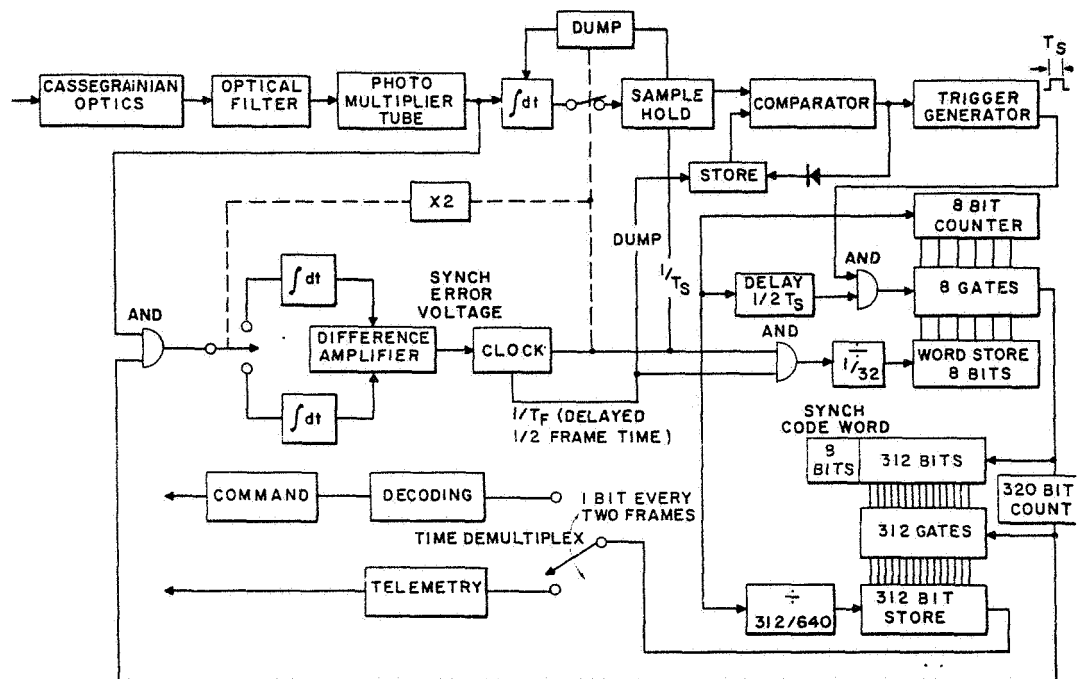 DUMP
T S
CASSEGRAINIAN
OPTICS
OPTICAL
FILTER
PHOTO
MULTIPLIER
TUBE
∫dt
SAMPLE
HOLD
COMPARATOR
TRIGGER
GENERATOR
STORE
X2
8 BIT
COUNTER
DUMP
1/TS
AND
DELAY
1/2 TS
8 GATES
∫dt
SYNCH
ERROR
VOLTAGE
AND
DIFFERENCE
AMPLIFIER
CLOCK
AND
÷
1/32
WORD STORE
8 BITS
∫dt
1/TF (DELAYED
1/2 FRAME TIME)
SYNCH
CODE WORD
8
BITS
312 BITS
320 BIT
COUNT
COMMAND
DECODING
1 BIT EVERY
TWO FRAMES
TIME DEMULTIPLEX
312 GATES
TELEMETRY
÷
312/640
312 BIT
STORE